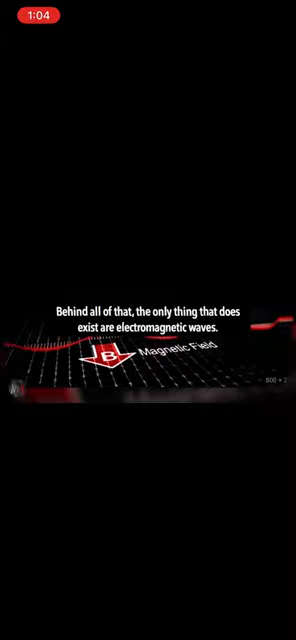 1:04
Behind all of that, the only thing that does
exist are electromagnetic waves.
B
Magnetic Field